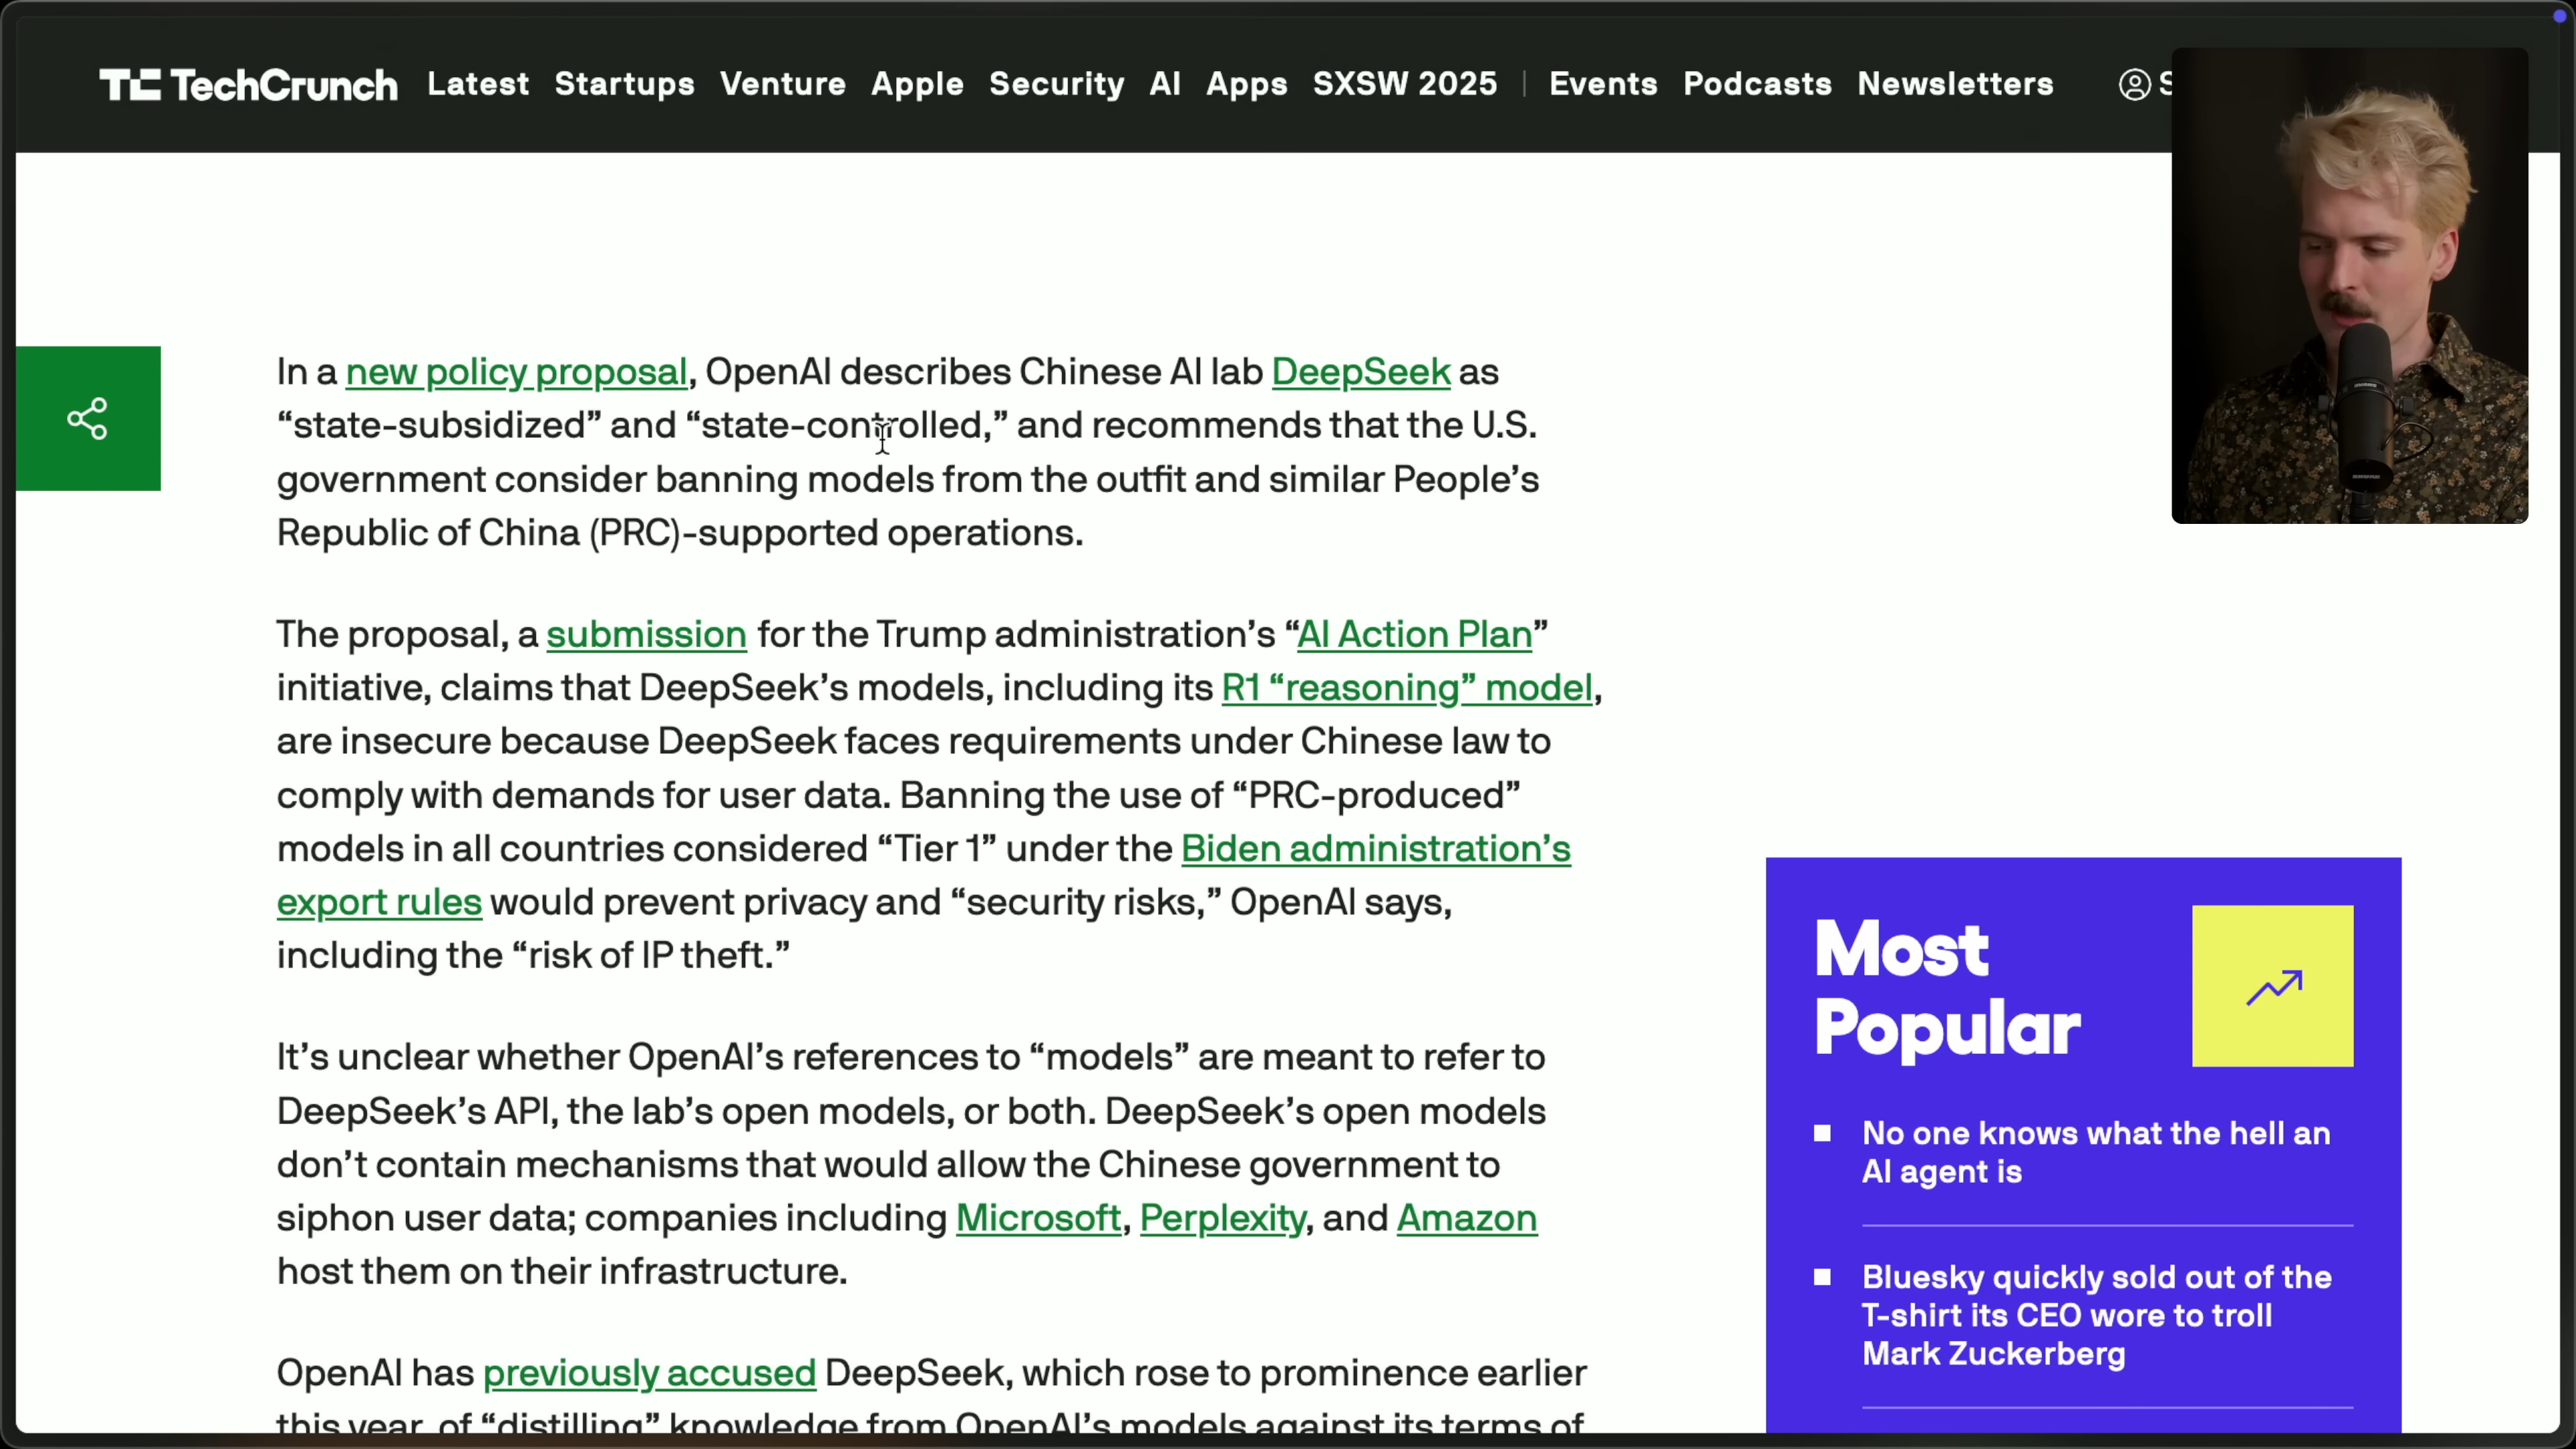 TechCrunch Latest Startups Venture Apple Security AI Apps SXSW 2025 Events Podcasts Newsletters
In a new policy proposal, OpenAI describes Chinese AI lab DeepSeek as
“state-subsidized” and “state-controlled,” and recommends that the U.S.
government consider banning models from the outfit and similar People’s
Republic of China (PRC)-supported operations.
The proposal, a submission for the Trump administration’s “AI Action Plan”
initiative, claims that DeepSeek’s models, including its R1 “reasoning” model,
are insecure because DeepSeek faces requirements under Chinese law to
comply with demands for user data. Banning the use of “PRC-produced”
models in all countries considered “Tier 1” under the Biden administration’s
export rules would prevent privacy and “security risks,” OpenAI says,
including the “risk of IP theft.”
It’s unclear whether OpenAI’s references to “models” are meant to refer to
DeepSeek’s API, the lab’s open models, or both. DeepSeek’s open models
don’t contain mechanisms that would allow the Chinese government to
siphon user data; companies including Microsoft, Perplexity, and Amazon
host them on their infrastructure.
OpenAI has previously accused DeepSeek, which rose to prominence earlier
this year, of “distilling” knowledge from OpenAI’s models against its terms of
Most
Popular
No one knows what the hell an
AI agent is
Bluesky quickly sold out of the
T-shirt its CEO wore to troll
Mark Zuckerberg